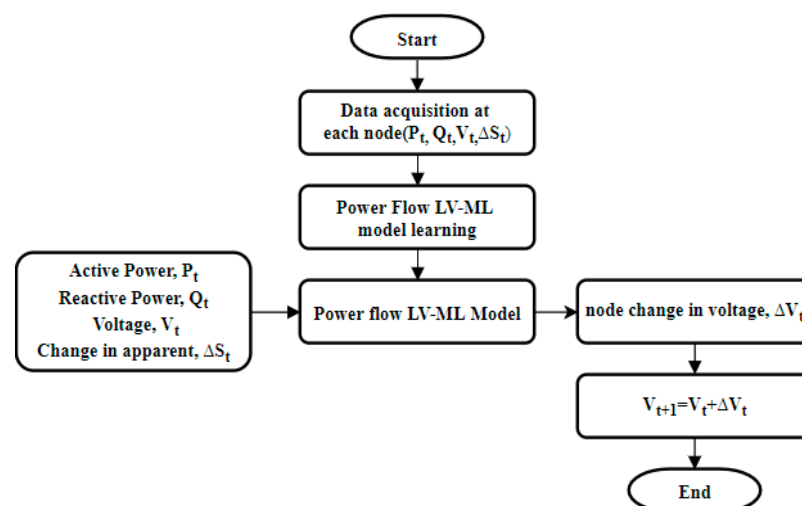 Start
Data acquisition at
each node(Pt, Qt,Vt,ΔSt)
Power Flow LV-ML
model learning
Active Power, Pt
Reactive Power, Qt
Voltage, Vt
Change in apparent, ΔSt
Power flow LV-ML Model
node change in voltage, ΔVt
Vt+1=Vt+ΔVt
End